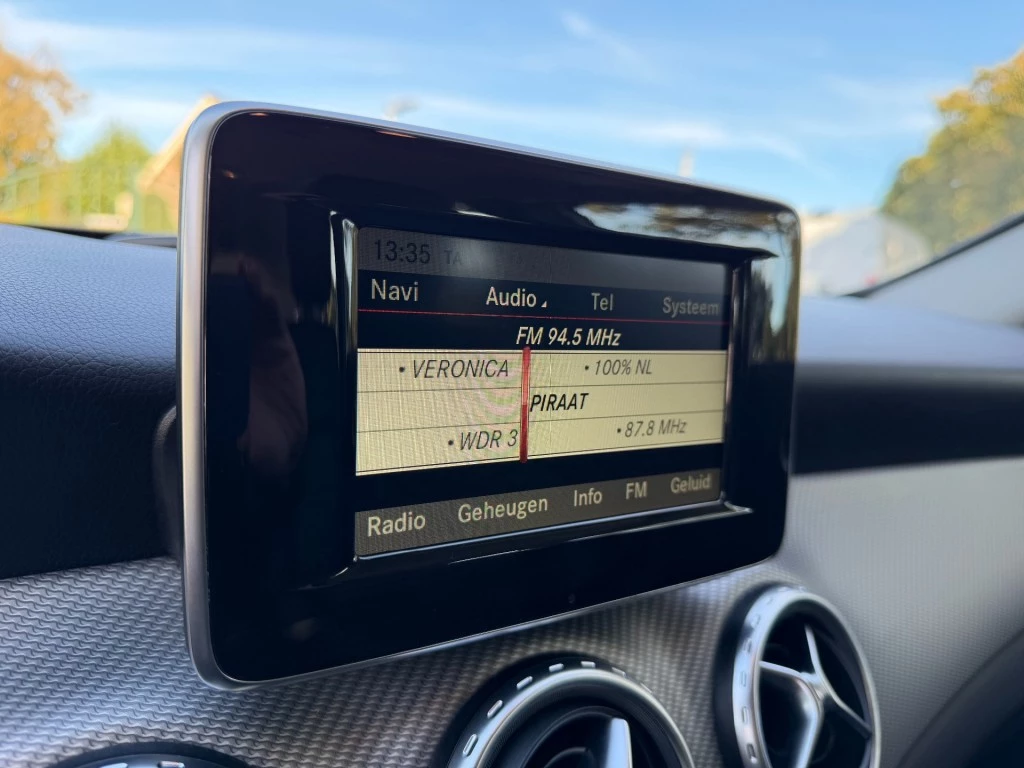 13:35 TA
Navi Audio Tel Systeem
FM 94.5 MHz
• VERONICA • 100% NL
PIRAAT
• WDR 3 • 87.8 MHz
Radio Geheugen Info FM Geluid